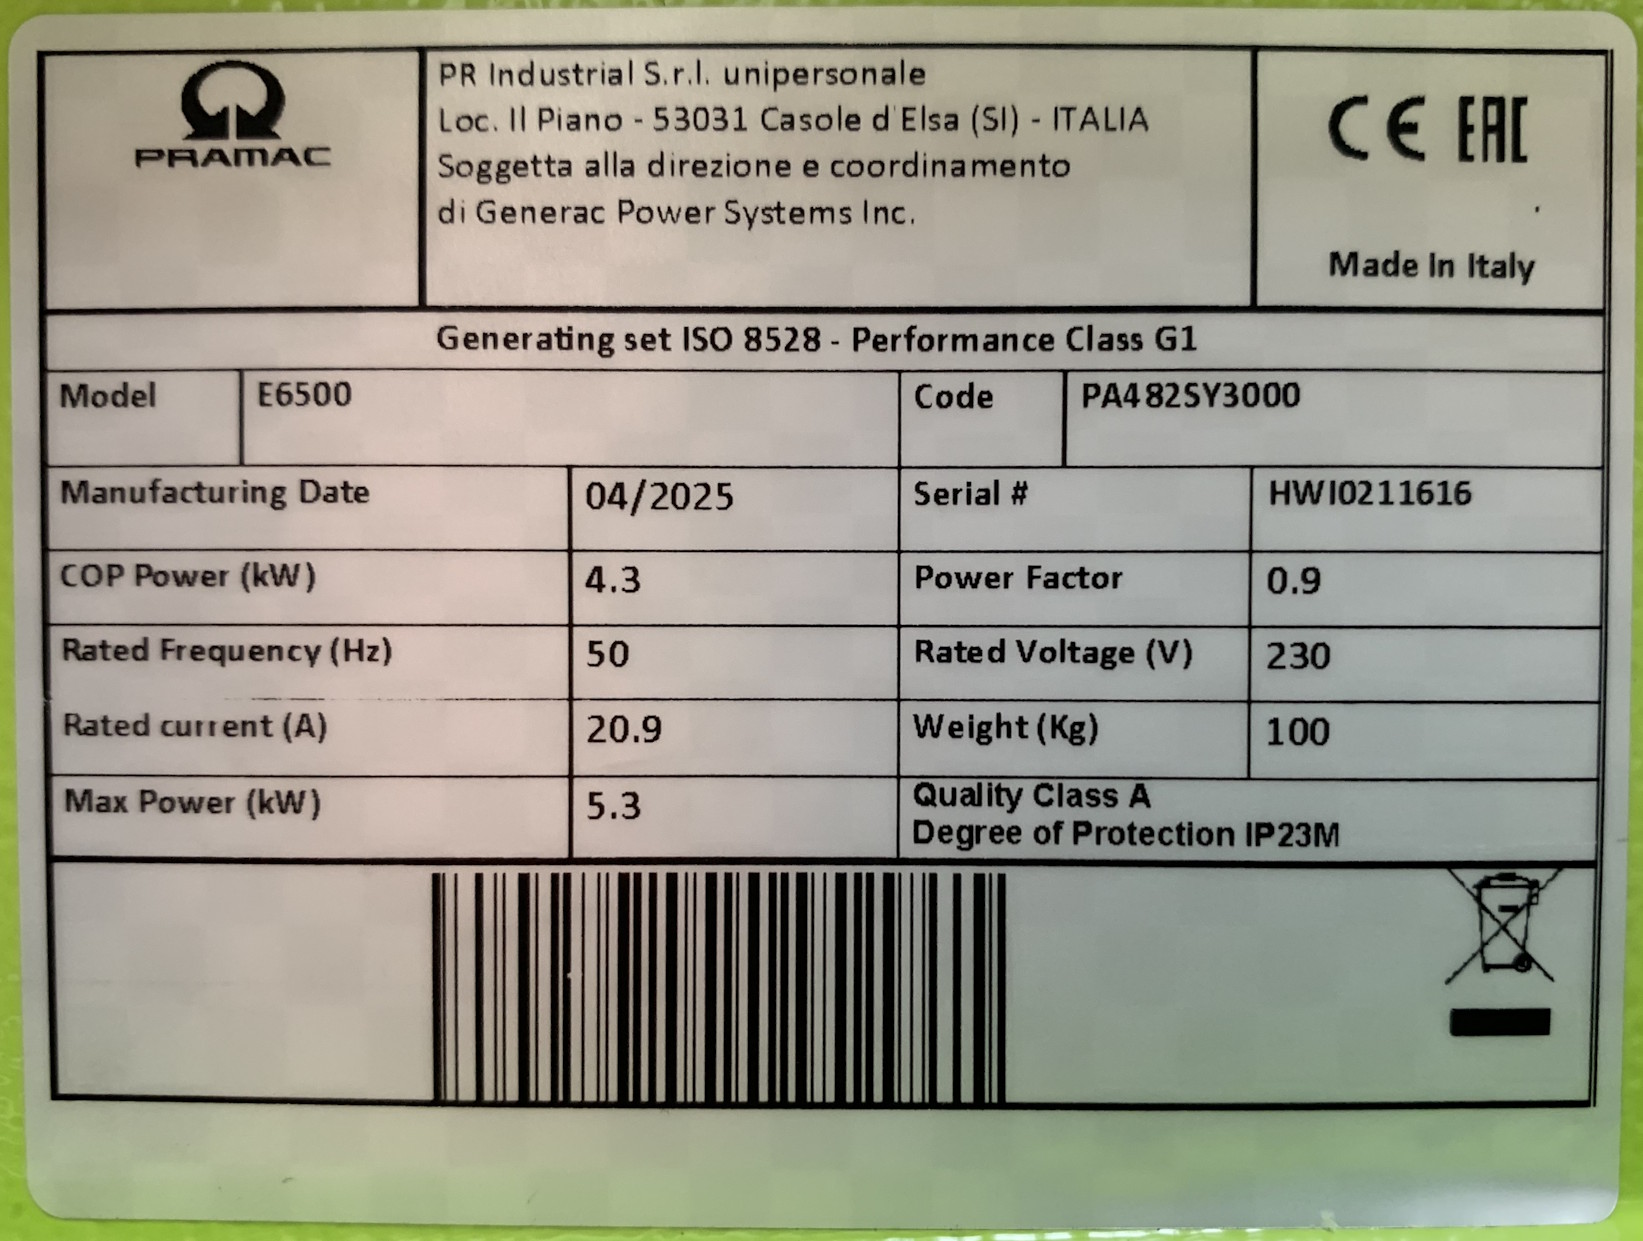 PRAMAC
PR Industrial S.r.l. unipersonale
Loc. Il Piano - 53031 Casole d'Elsa (SI) - ITALIA
Soggetta alla direzione e coordinamento
di Generac Power Systems Inc.
CE EAC
Made In Italy
Generating set ISO 8528 - Performance Class G1
Model E6500 Code PA482SY3000
Manufacturing Date 04/2025 Serial # HWI0211616
COP Power (kW) 4.3 Power Factor 0.9
Rated Frequency (Hz) 50 Rated Voltage (V) 230
Rated current (A) 20.9 Weight (Kg) 100
Max Power (kW) 5.3 Quality Class A
Degree of Protection IP23M